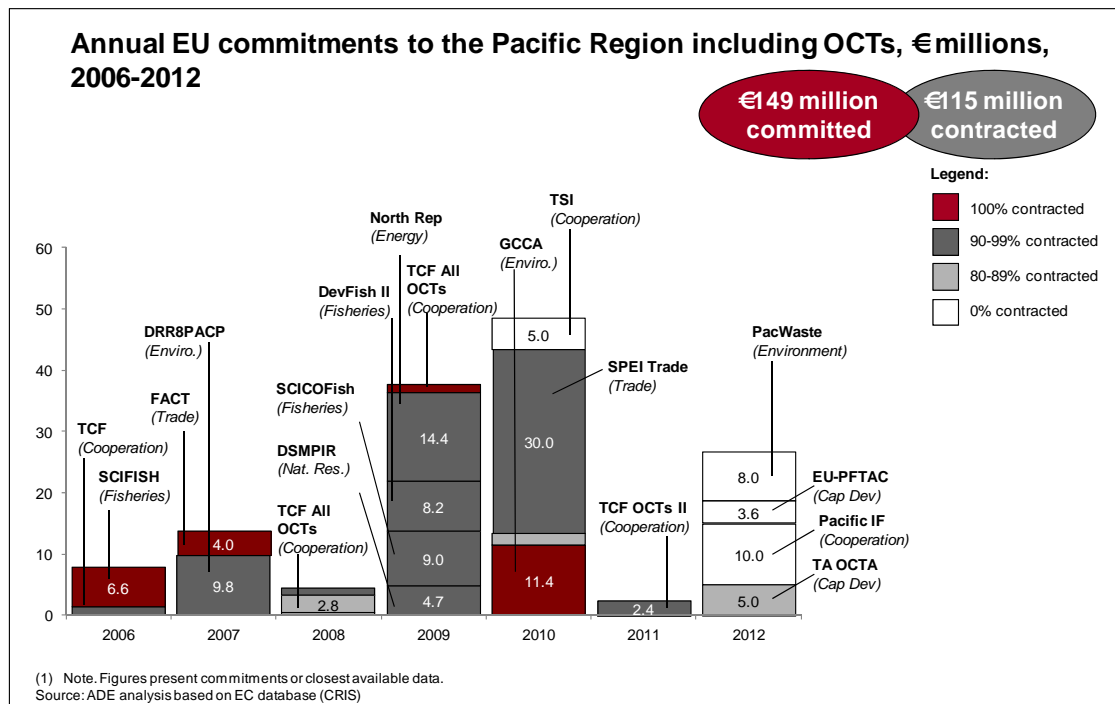 Annual EU commitments to the Pacific Region including OCTs, € millions,
2006-2012
€149 million
committed
€115 million
contracted
Legend:
100% contracted
90-99% contracted
80-89% contracted
0% contracted
TSI
(Cooperation)
North Rep
(Energy)
GCCA
(Enviro.)
TCF All
OCTs
(Cooperation)
DevFish II
(Fisheries)
DRR8PACP
(Enviro.)
PacWaste
(Environment)
SPEI Trade
(Trade)
SCICOFish
(Fisheries)
FACT
(Trade)
TCF
(Cooperation)
DSMPIR
(Nat. Res.)
SCIFISH
(Fisheries)
EU-PFTAC
(Cap Dev)
TCF OCTs II
(Cooperation)
TCF All
OCTs
(Cooperation)
Pacific IF
(Cooperation)
TA OCTA
(Cap Dev)
60
50
40
30
20
10
0
6.6
4.0
9.8
2.8
14.4
8.2
9.0
4.7
5.0
30.0
11.4
2.4
8.0
3.6
10.0
5.0
2006
2007
2008
2009
2010
2011
2012
(1) Note. Figures present commitments or closest available data.
Source: ADE analysis based on EC database (CRIS)